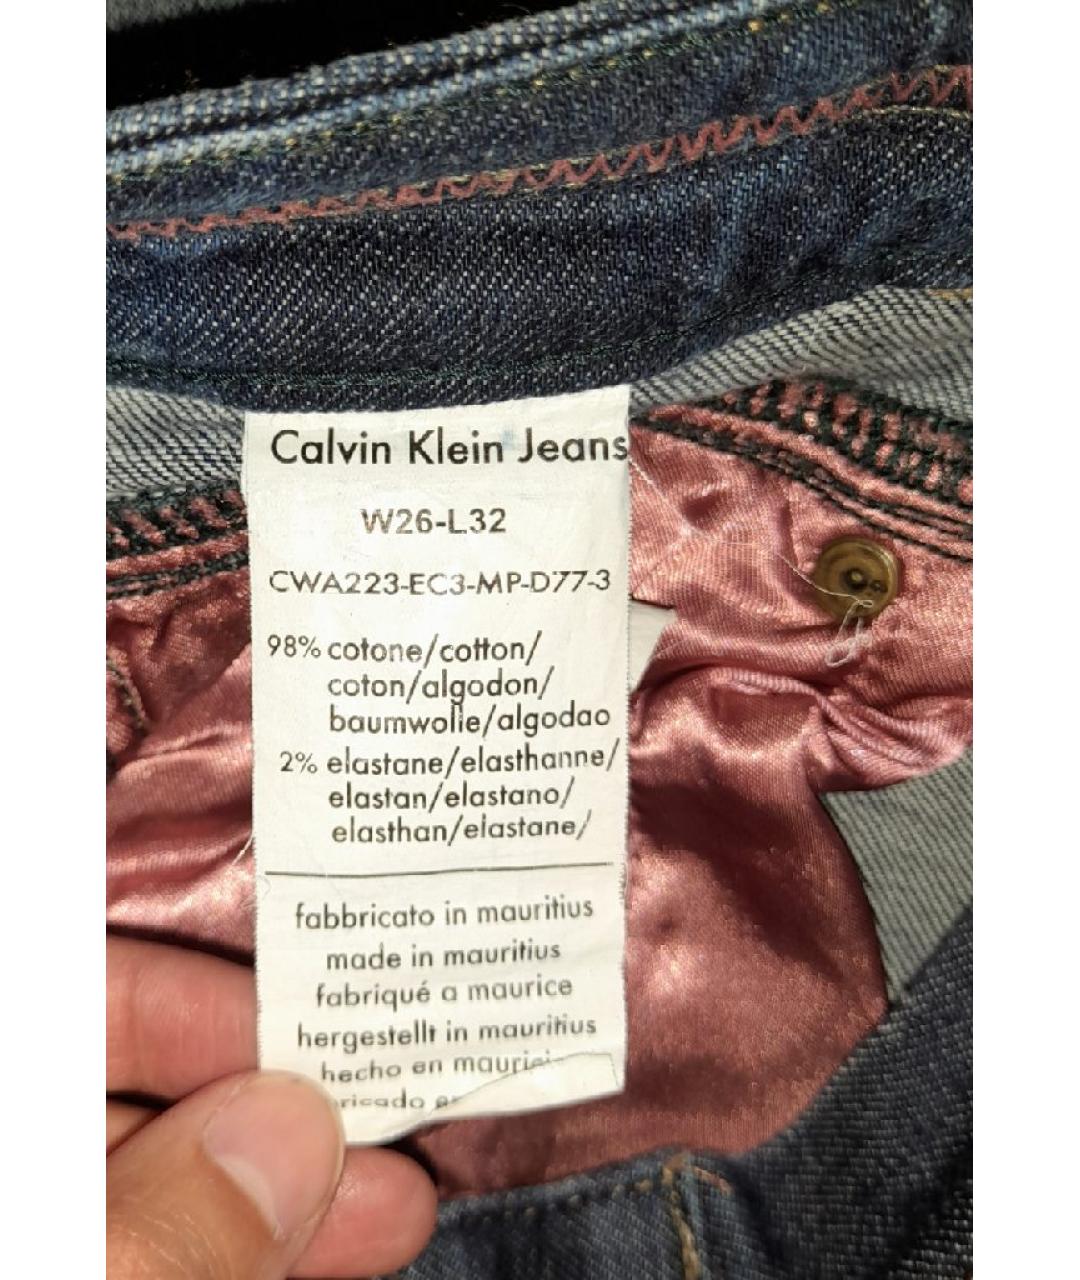 Calvin Klein Jeans
W26-L32
CWA223-EC3-MP-D77-3
98% cotone/cotton/
coton/algodon/
baumwolle/algodao
2% elastane/elasthanne/
elastan/elastano/
elasthan/elastane/
fabbricato in mauritius
made in mauritius
fabriqué a maurice
hergestellt in mauritius
hecho en